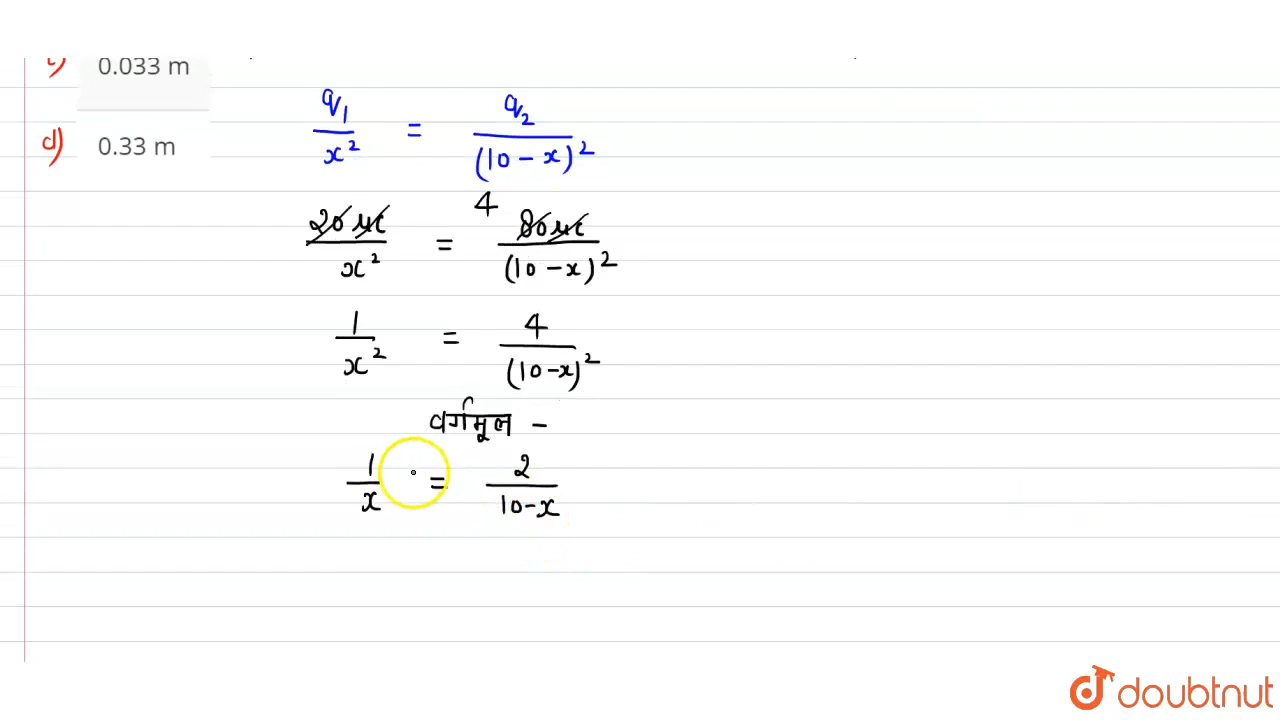 c) 0.033 m
q₁/x² = q₂/(10 - x)²
d) 0.33 m
4
20 μc/x² = 80 μc/(10 - x)²
1/x² = 4/(10 - x)²
वर्गमूल -
1/x = 2/10 - x
doubtnut